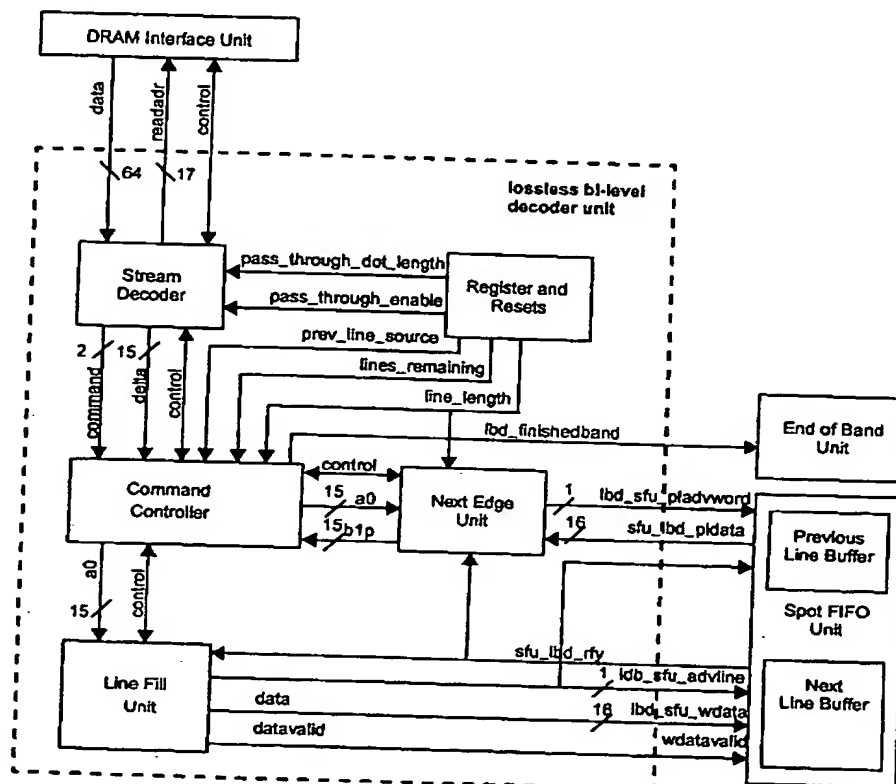 DRAM Interface Unit
data
readadr
control
64
17
lossless bi-level
decoder unit
Stream
Decoder
pass_through_dot_length
pass_through_enable
Register and
Resets
prev_line_source
lines_remaining
line_length
2
15
command
delta
control
lbd_finishedband
End of Band
Unit
Command
Controller
control
15
a0
15
b1p
Next Edge
Unit
1
lbd_sfu_pladvword
16
sfu_lbd_pldata
Previous
Line Buffer
Spot FIFO
Unit
a0
15
control
sfu_lbd_rfy
Line Fill
Unit
1
ldb_sfu_advline
data
16
lbd_sfu_wdata
datavalid
wdatavalid
Next
Line Buffer